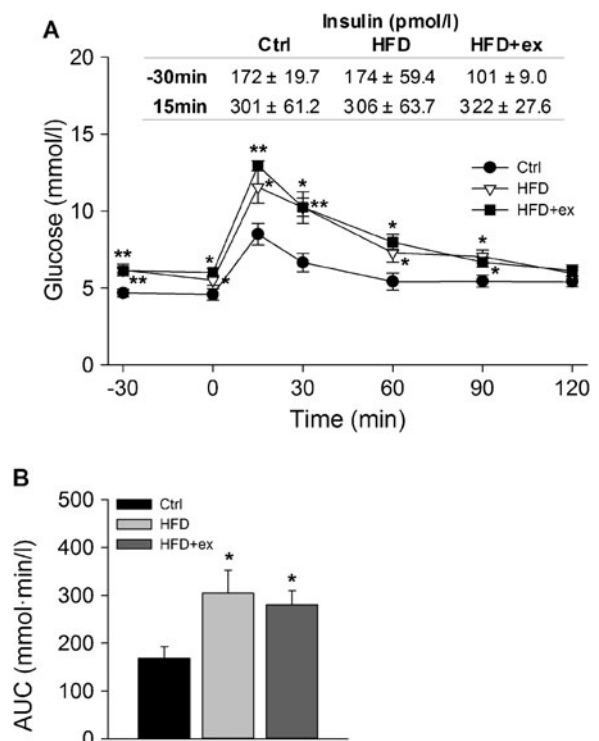 A
Insulin (pmol/l)
Ctrl HFD HFD+ex
-30min 172 ± 19.7 174 ± 59.4 101 ± 9.0
15min 301 ± 61.2 306 ± 63.7 322 ± 27.6
Glucose (mmol/l)
20
15
10
5
0
** ** * * ** * ** * * * * * *
Ctrl
HFD
HFD+ex
-30 0 30 60 90 120
Time (min)
B
AUC (mmol·min/l)
500
400
300
200
100
0
Ctrl
HFD
HFD+ex
* *